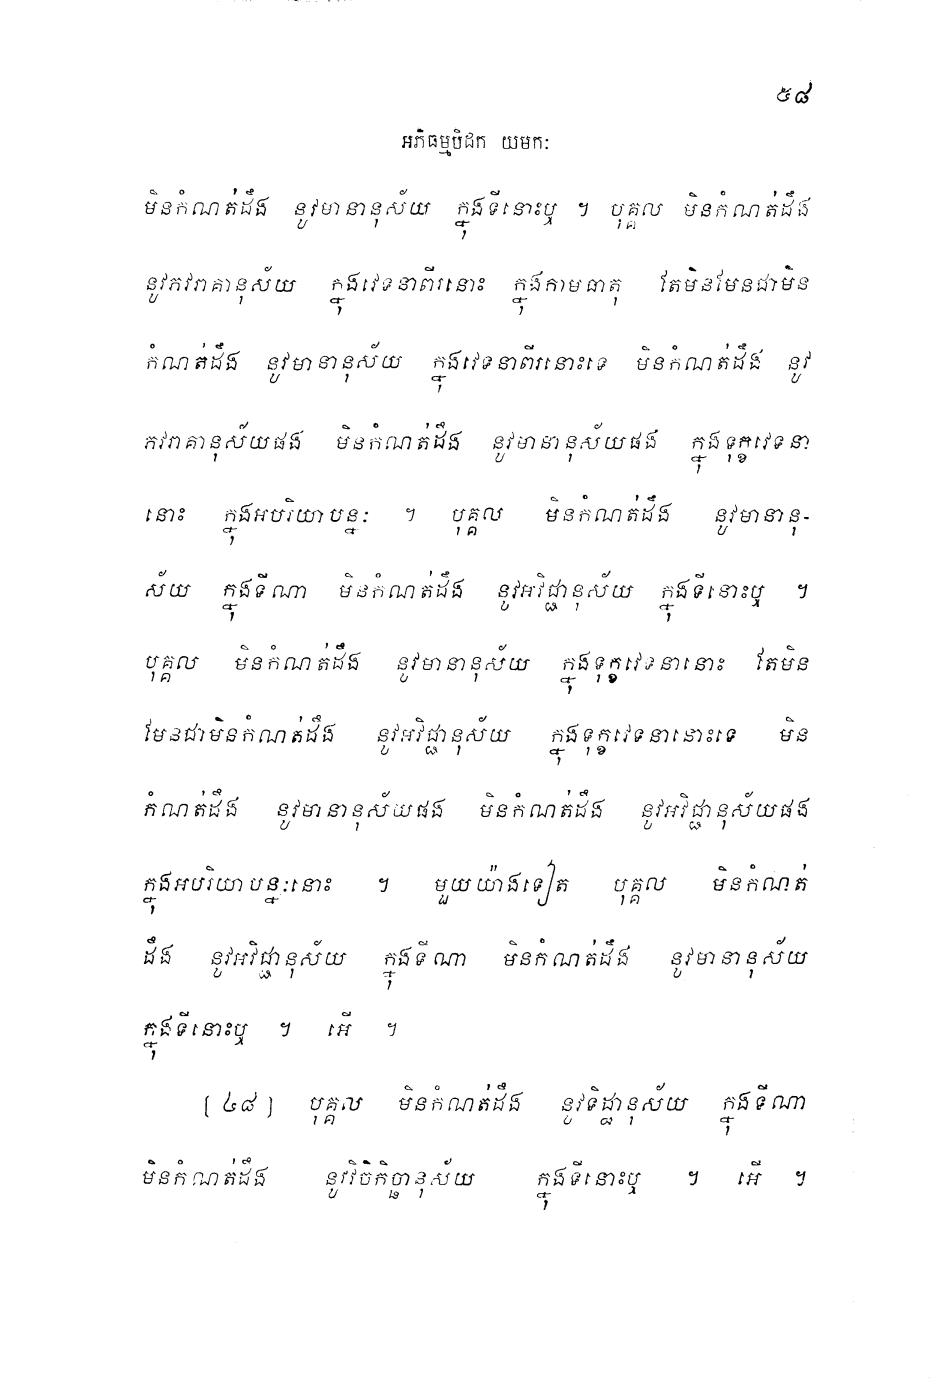 ៥៨
អភិធម្មបិដក យមកៈ
មិនកំណត់ដឹង នូវមានានុស័យ ក្នុងទីនោះឬ ។ បុគ្គល មិនកំណត់ដឹង
នូវភវរាគានុស័យ ក្នុងវេទនាពីរនោះ ក្នុងកាមធាតុ តែមិនមែនជាមិន
កំណត់ដឹង នូវមានានុស័យ ក្នុងវេទនាពីរនោះទេ មិនកំណត់ដឹង នូវ
ភវរាគានុស័យផង មិនកំណត់ដឹង នូវមានានុស័យផង ក្នុងទុក្ខវេទនា
នោះ ក្នុងអបរិយាបន្នៈ ។ បុគ្គល មិនកំណត់ដឹង នូវមានានុ-
ស័យ ក្នុងទីណា មិនកំណត់ដឹង នូវអវិជ្ជានុស័យ ក្នុងទីនោះឬ ។
បុគ្គល មិនកំណត់ដឹង នូវមានានុស័យ ក្នុងទុក្ខវេទនានោះ តែមិន
មែនជាមិនកំណត់ដឹង នូវអវិជ្ជានុស័យ ក្នុងទុក្ខវេទនានោះទេ មិន
កំណត់ដឹង នូវមានានុស័យផង មិនកំណត់ដឹង នូវអវិជ្ជានុស័យផង
ក្នុងអបរិយាបន្នៈនោះ ។ មួយយ៉ាងទៀត បុគ្គល មិនកំណត់
ដឹង នូវអវិជ្ជានុស័យ ក្នុងទីណា មិនកំណត់ដឹង នូវមានានុស័យ
ក្នុងទីនោះឬ ។ អើ ។
[៤៨] បុគ្គល មិនកំណត់ដឹង នូវទិដ្ឋានុស័យ ក្នុងទីណា
មិនកំណត់ដឹង នូវវិចិកិច្ឆានុស័យ ក្នុងទីនោះឬ ។ អើ ។